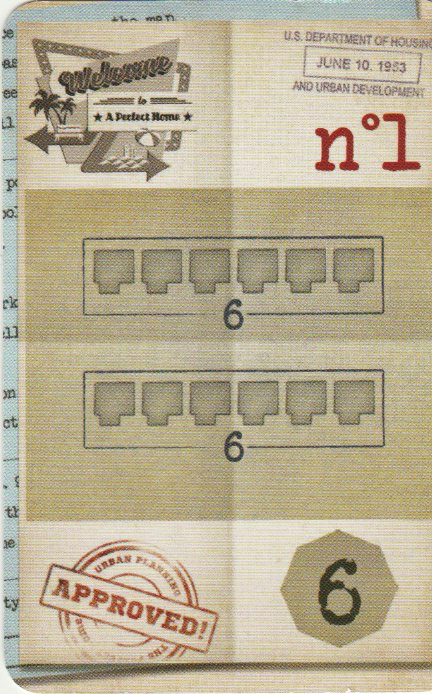 the man
U.S. DEPARTMENT OF HOUSING
JUNE 10. 1953
AND URBAN DEVELOPMENT
Welcome
to
★ A Perfect Home ★
n°1
6
6
URBAN PLANNING
APPROVED!
6